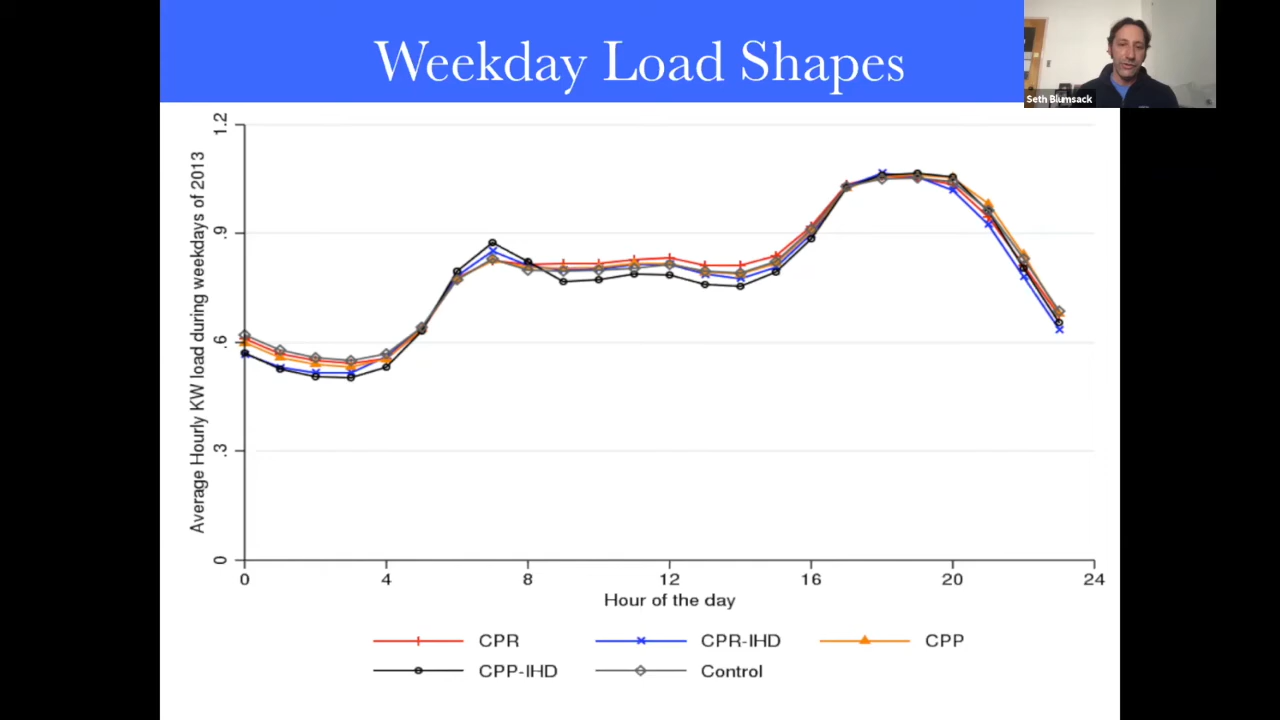 Weekday Load Shapes
Seth Blumsack
Average Hourly KW load during weekdays of 2013
1.2
.9
.6
.3
0
0 4 8 12 16 20 24
Hour of the day
CPR CPR-IHD CPP
CPP-IHD Control